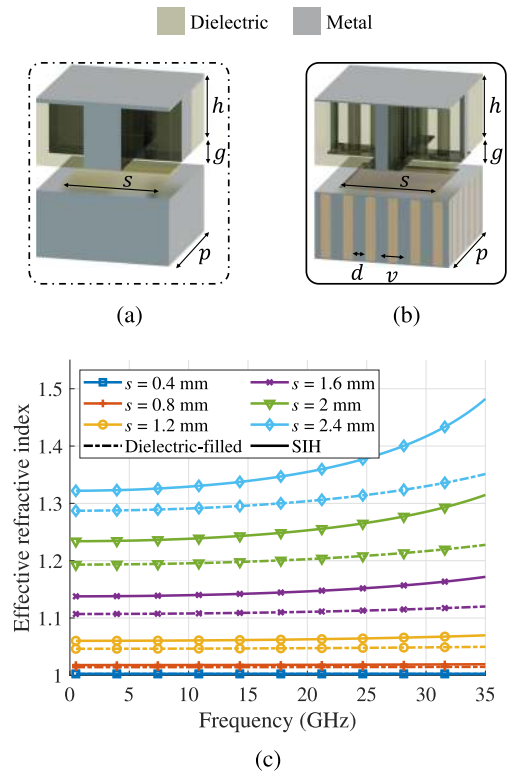 Dielectric Metal
h
g
s
p
(a)
h
g
s
p
d v
(b)
Effective refractive index
1.5
1.4
1.3
1.2
1.1
1
s = 0.4 mm s = 1.6 mm
s = 0.8 mm s = 2 mm
s = 1.2 mm s = 2.4 mm
Dielectric-filled SIH
0 5 10 15 20 25 30 35
Frequency (GHz)
(c)